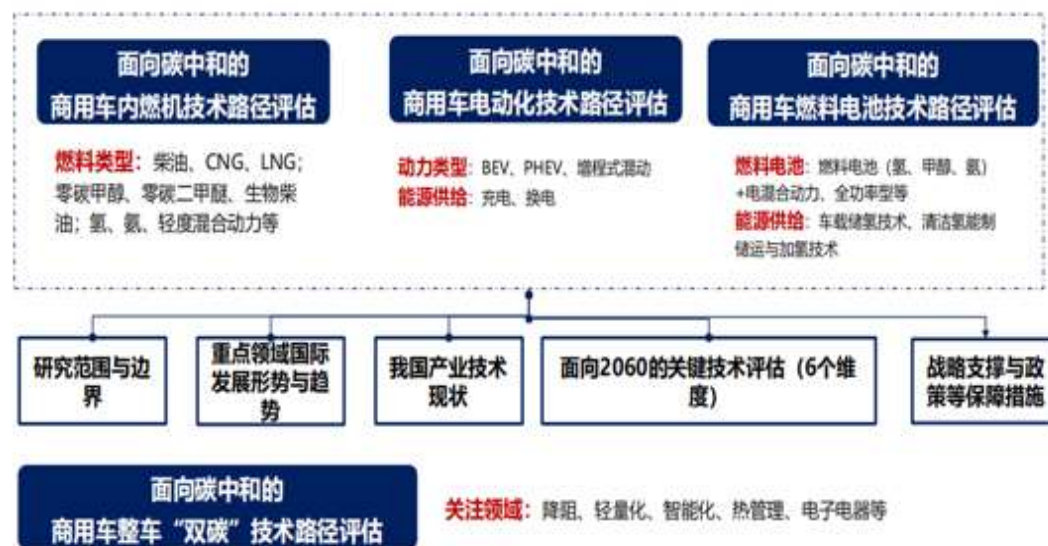 面向碳中和的
商用车内燃机技术路径评估
燃料类型：柴油、CNG、LNG；
零碳甲醇、零碳二甲醚、生物柴
油；氢、氨、轻度混合动力等
面向碳中和的
商用车电动化技术路径评估
动力类型：BEV、PHEV、增程式混动
能源供给：充电、换电
面向碳中和的
商用车燃料电池技术路径评估
燃料电池：燃料电池（氢、甲醇、氨）
+电混合动力、全功率型等
能源供给：车载储氢技术、清洁氢能制
储运与加氢技术
研究范围与边
界
重点领域国际
发展形势与趋
势
我国产业技术
现状
面向2060的关键技术评估（6个维
度）
战略支撑与政
策等保障措施
面向碳中和的
商用车整车“双碳”技术路径评估
关注领域：降阻、轻量化、智能化、热管理、电子电器等